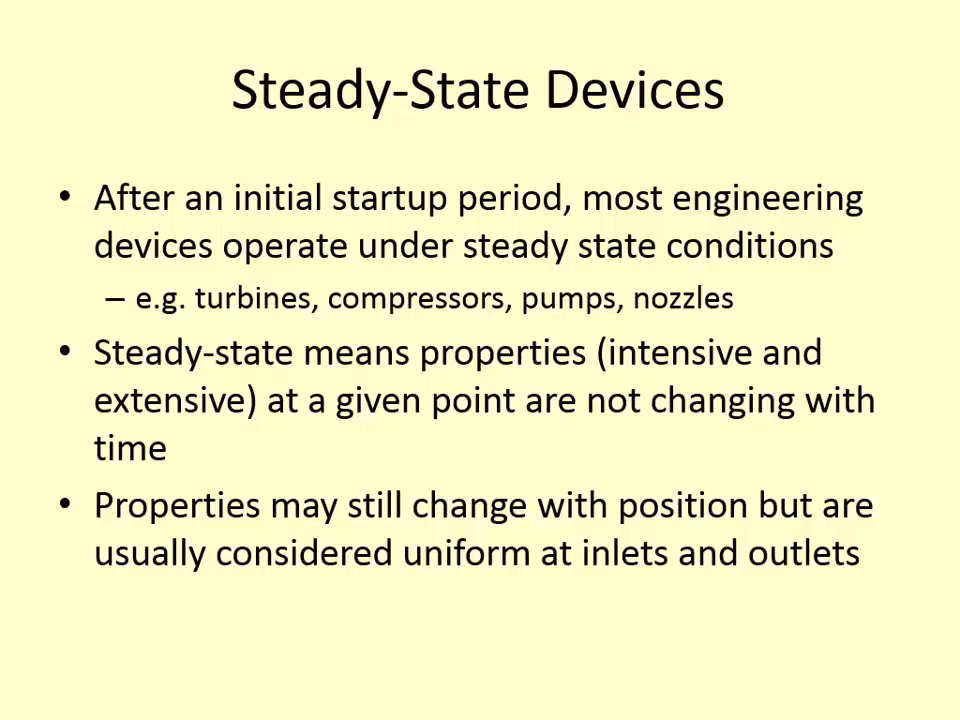 Steady-State Devices
• After an initial startup period, most engineering
devices operate under steady state conditions
– e.g. turbines, compressors, pumps, nozzles
• Steady-state means properties (intensive and
extensive) at a given point are not changing with
time
• Properties may still change with position but are
usually considered uniform at inlets and outlets